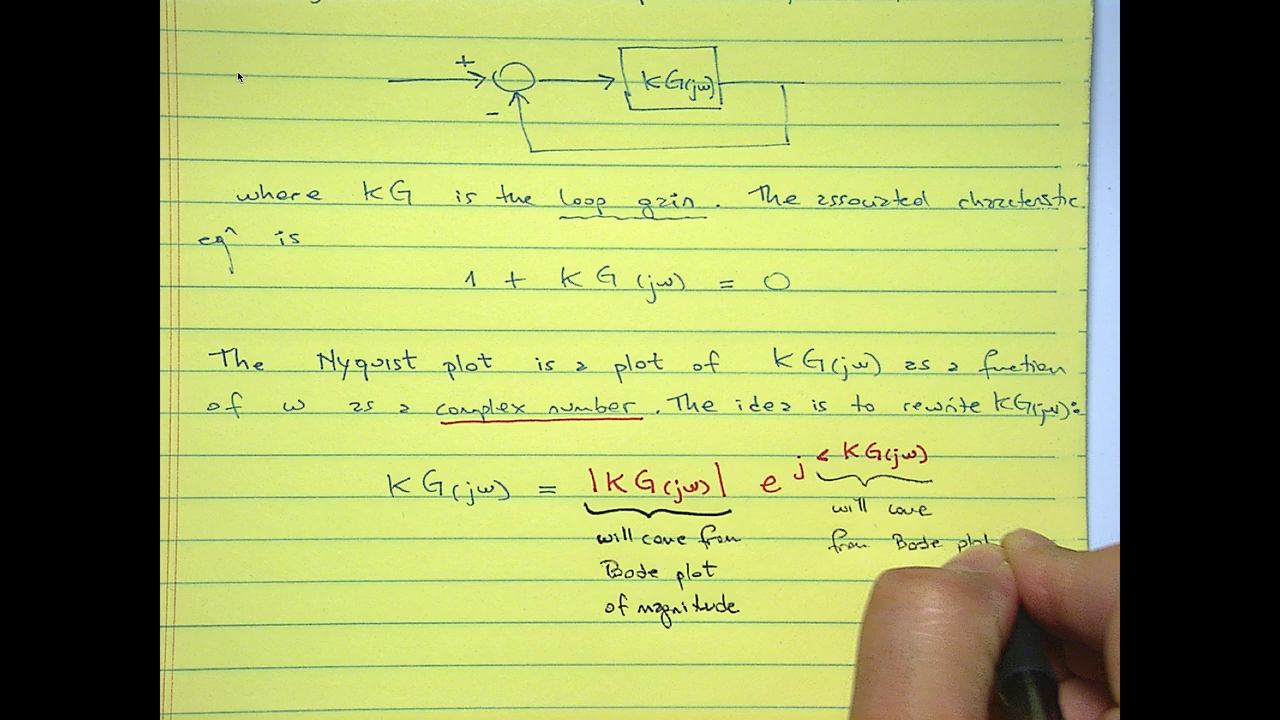 +
KG(jω)
-
where KG is the loop gain. The associated charcteristic
eqⁿ is
1 + KG(jω) = 0
The Nyquist plot is a plot of KG(jω) as a function
of ω as a complex number. The idea is to rewrite KG(jω):
KG(jω) = |KG(jω)| e^j∠KG(jω)
will come from
Bode plot
of magnitude
will come
from Bode plot